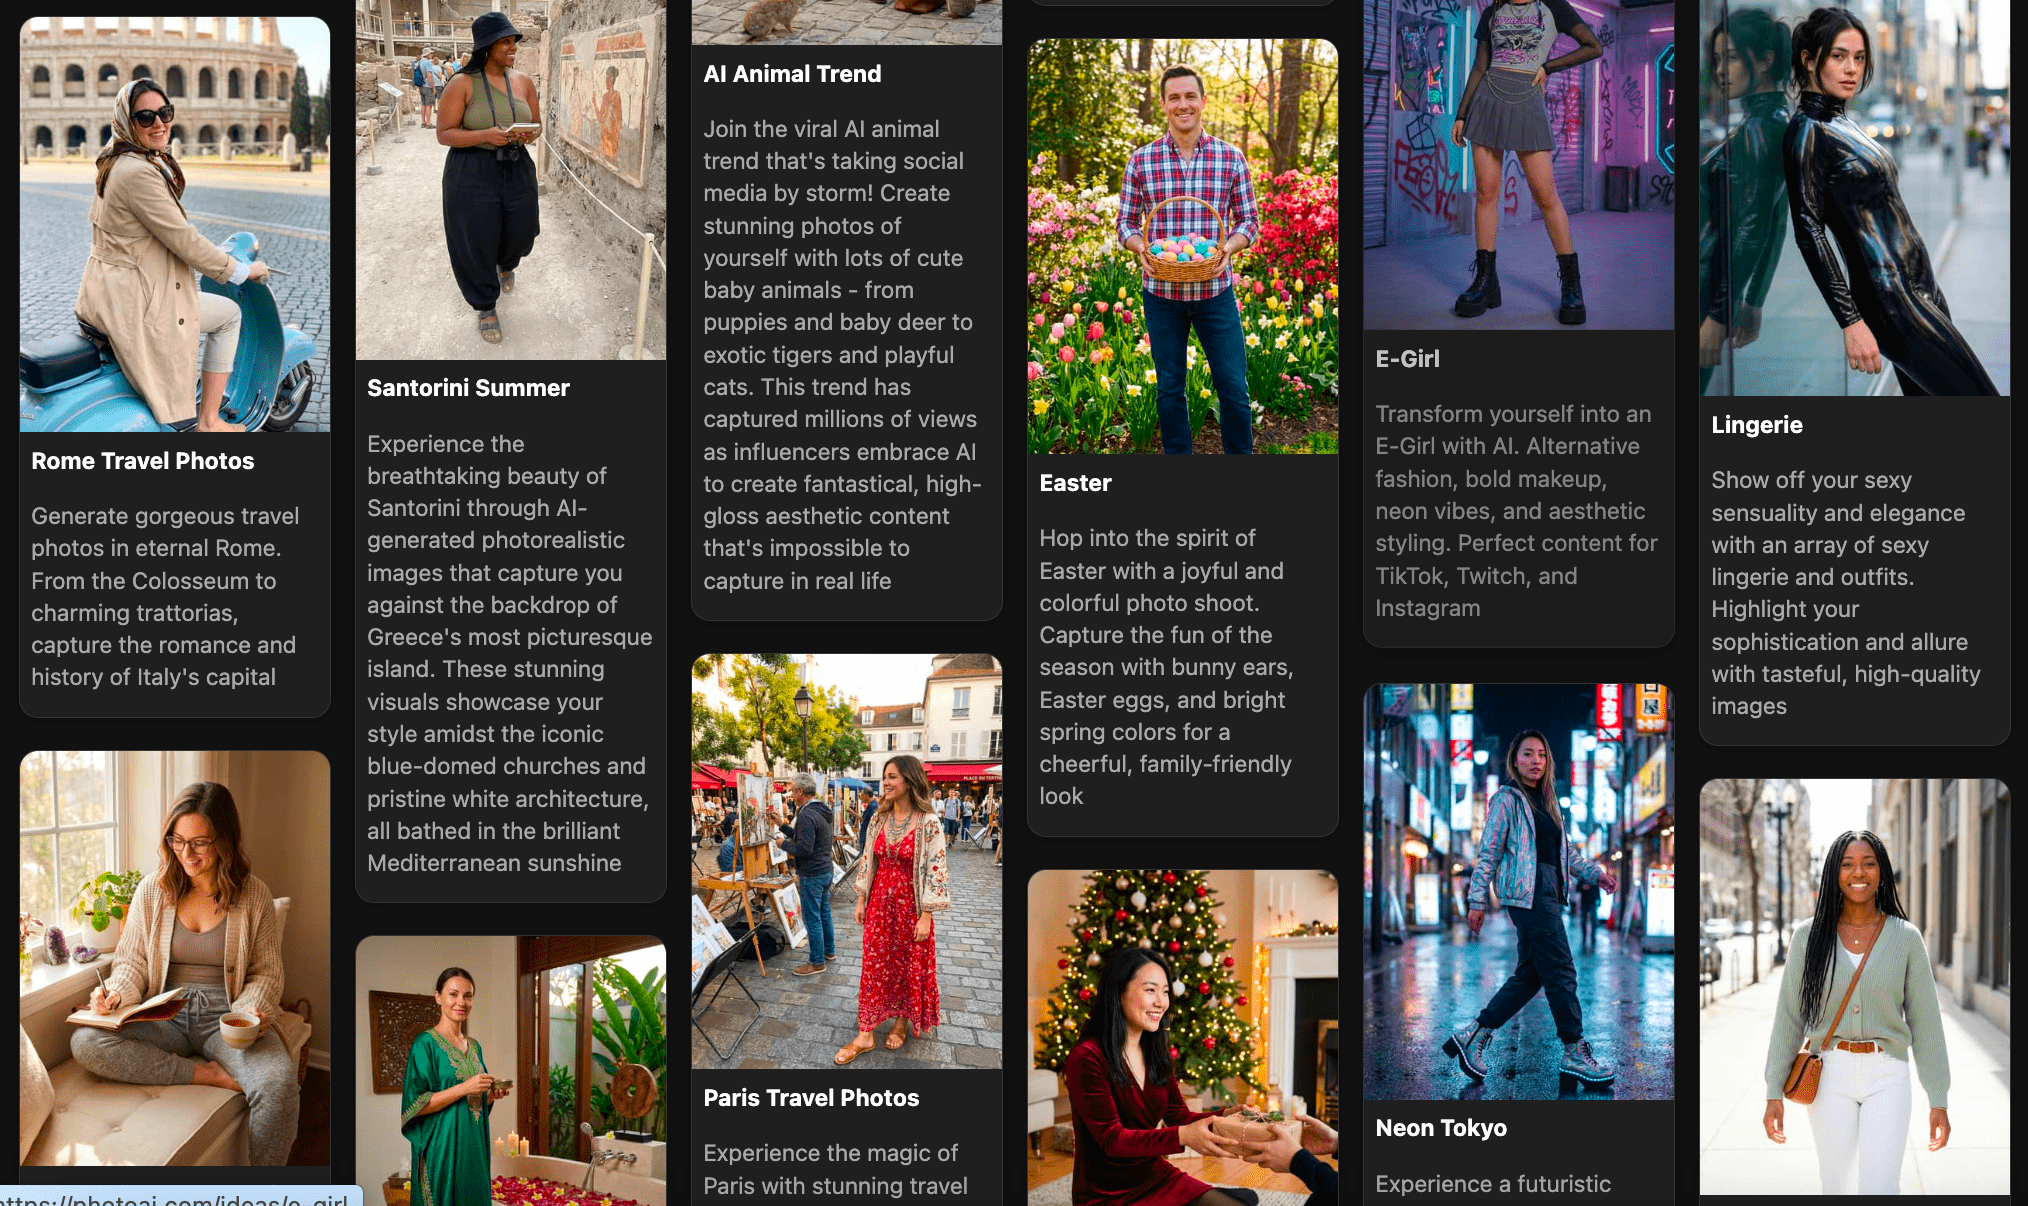 Rome Travel Photos
Generate gorgeous travel
photos in eternal Rome.
From the Colosseum to
charming trattorias,
capture the romance and
history of Italy's capital
Santorini Summer
Experience the
breathtaking beauty of
Santorini through AI-
generated photorealistic
images that capture you
against the backdrop of
Greece's most picturesque
island. These stunning
visuals showcase your
style amidst the iconic
blue-domed churches and
pristine white architecture,
all bathed in the brilliant
Mediterranean sunshine
AI Animal Trend
Join the viral AI animal
trend that's taking social
media by storm! Create
stunning photos of
yourself with lots of cute
baby animals - from
puppies and baby deer to
exotic tigers and playful
cats. This trend has
captured millions of views
as influencers embrace AI
to create fantastical, high-
gloss aesthetic content
that's impossible to
capture in real life
Paris Travel Photos
Experience the magic of
Paris with stunning travel
Easter
Hop into the spirit of
Easter with a joyful and
colorful photo shoot.
Capture the fun of the
season with bunny ears,
Easter eggs, and bright
spring colors for a
cheerful, family-friendly
look
E-Girl
Transform yourself into an
E-Girl with AI. Alternative
fashion, bold makeup,
neon vibes, and aesthetic
styling. Perfect content for
TikTok, Twitch, and
Instagram
Neon Tokyo
Experience a futuristic
Lingerie
Show off your sexy
sensuality and elegance
with an array of sexy
lingerie and outfits.
Highlight your
sophistication and allure
with tasteful, high-quality
images
https://photoai.com/ideas/e-girl